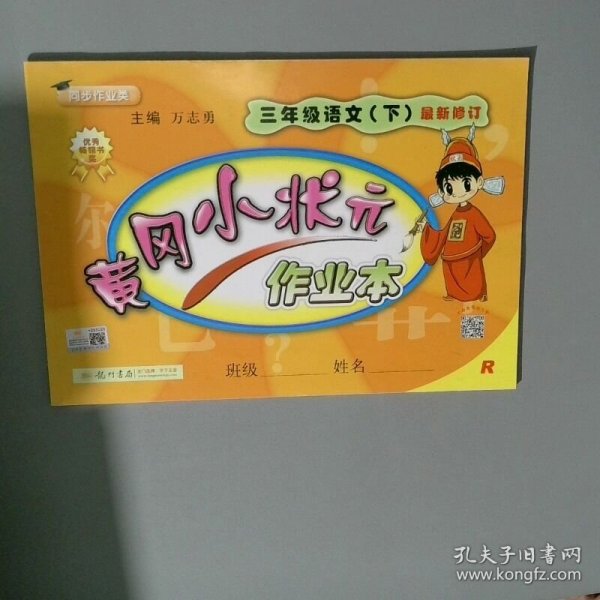 同步作业类
主编 万志勇
三年级语文(下) 最新修订
优秀
畅销书
奖
黄冈小状元
作业本
班级 姓名
龙门书局
R
孔夫子旧书网
www.kongfz.com